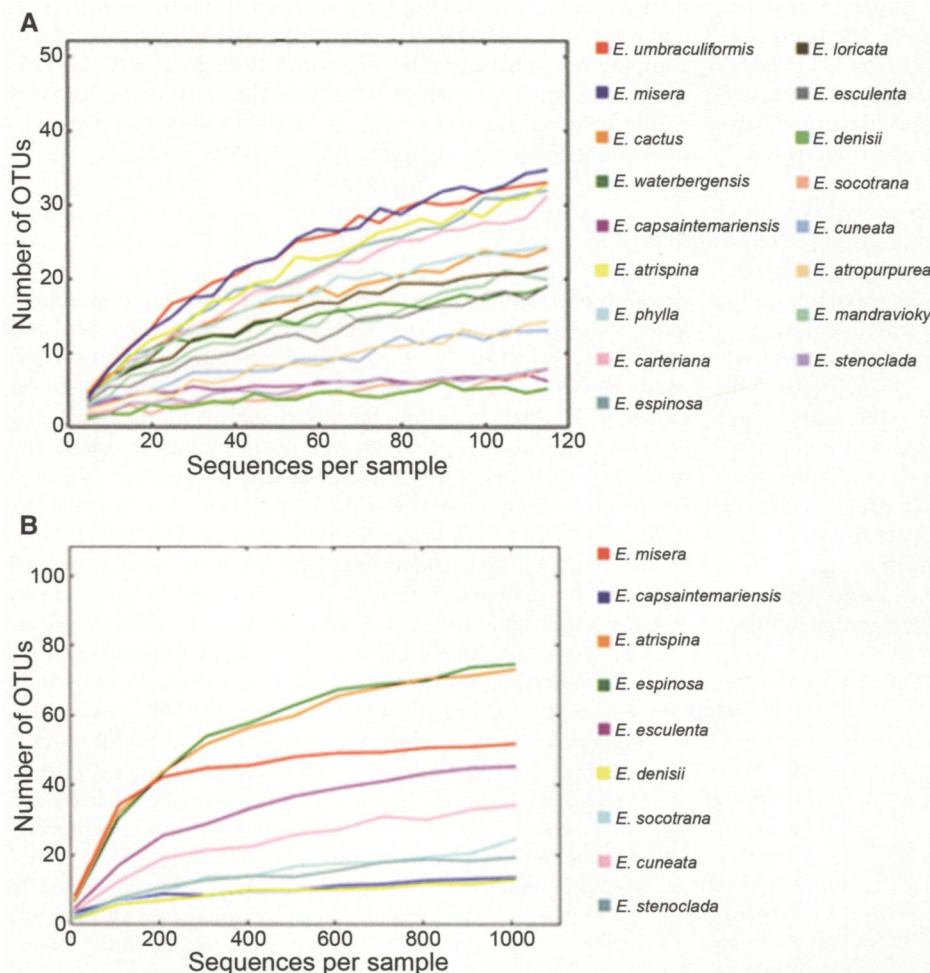 A
50
40
30
20
10
0
Number of OTUs
0 20 40 60 80 100 120
Sequences per sample
E. umbraculiformis
E. misera
E. cactus
E. waterbergensis
E. capsaintemariensis
E. atrispina
E. phylla
E. carteriana
E. espinosa
E. loricata
E. esculenta
E. denisii
E. socotrana
E. cuneata
E. atropurpurea
E. mandravioky
E. stenoclada
B
100
80
60
40
20
0
Number of OTUs
0 200 400 600 800 1000
Sequences per sample
E. misera
E. capsaintemariensis
E. atrispina
E. espinosa
E. esculenta
E. denisii
E. socotrana
E. cuneata
E. stenoclada